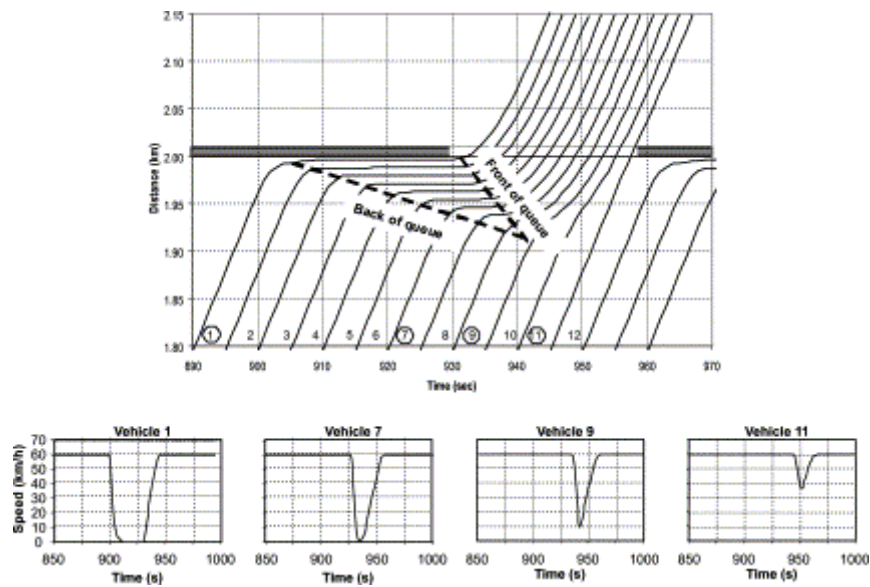 2.15
2.10
2.05
2.00
1.95
1.90
1.85
1.80
Distance (km)
Front of queue
Back of queue
1 2 3 4 5 6 7 8 9 10 11 12
890 900 910 920 930 940 950 960 970
Time (sec)
Vehicle 1
Vehicle 7
Vehicle 9
Vehicle 11
Speed (km/h)
70
60
50
40
30
20
10
0
850 900 950 1000
850 900 950 1000
850 900 950 1000
850 900 950 1000
Time (s)
Time (s)
Time (s)
Time (s)